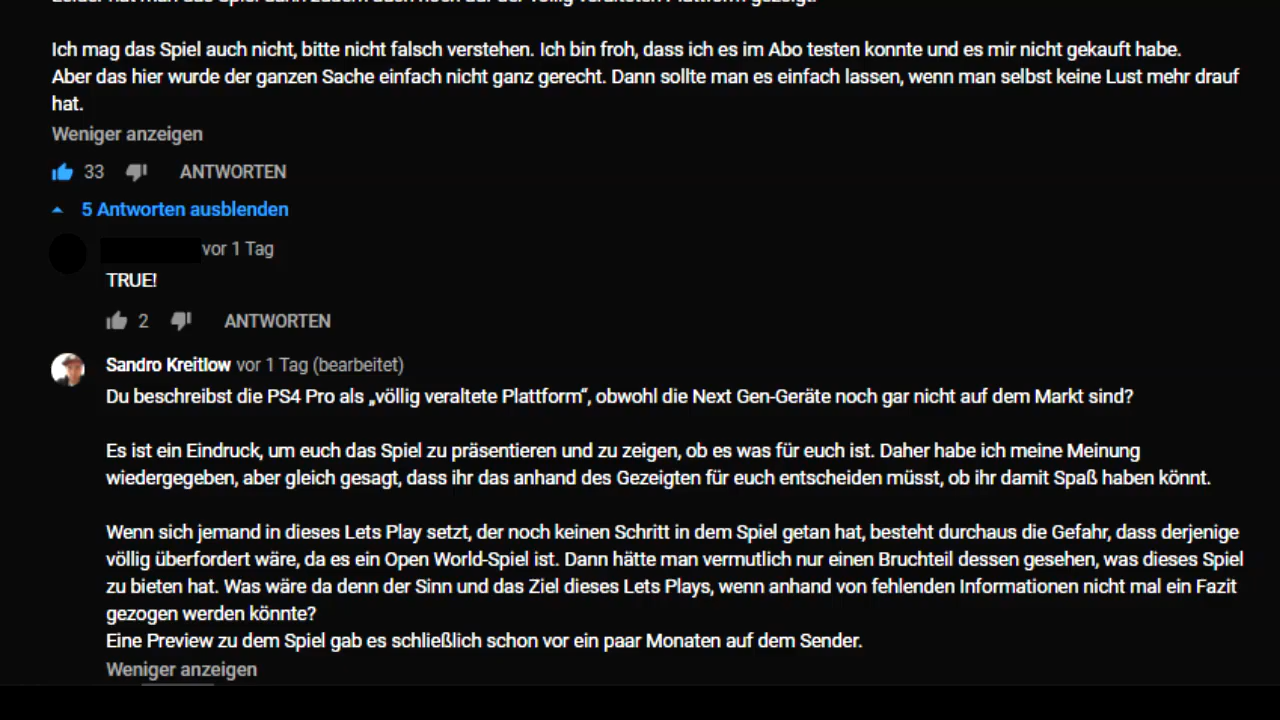 Ich mag das Spiel auch nicht, bitte nicht falsch verstehen. Ich bin froh, dass ich es im Abo testen konnte und es mir nicht gekauft habe.
Aber das hier wurde der ganzen Sache einfach nicht ganz gerecht. Dann sollte man es einfach lassen, wenn man selbst keine Lust mehr drauf
hat.
Weniger anzeigen
33 ANTWORTEN
5 Antworten ausblenden
vor 1 Tag
TRUE!
2 ANTWORTEN
Sandro Kreitlow vor 1 Tag (bearbeitet)
Du beschreibst die PS4 Pro als „völlig veraltete Plattform“, obwohl die Next Gen-Geräte noch gar nicht auf dem Markt sind?
Es ist ein Eindruck, um euch das Spiel zu präsentieren und zu zeigen, ob es was für euch ist. Daher habe ich meine Meinung
wiedergegeben, aber gleich gesagt, dass ihr das anhand des Gezeigten für euch entscheiden müsst, ob ihr damit Spaß haben könnt.
Wenn sich jemand in dieses Lets Play setzt, der noch keinen Schritt in dem Spiel getan hat, besteht durchaus die Gefahr, dass derjenige
völlig überfordert wäre, da es ein Open World-Spiel ist. Dann hätte man vermutlich nur einen Bruchteil dessen gesehen, was dieses Spiel
zu bieten hat. Was wäre da denn der Sinn und das Ziel dieses Lets Plays, wenn anhand von fehlenden Informationen nicht mal ein Fazit
gezogen werden könnte?
Eine Preview zu dem Spiel gab es schließlich schon vor ein paar Monaten auf dem Sender.
Weniger anzeigen